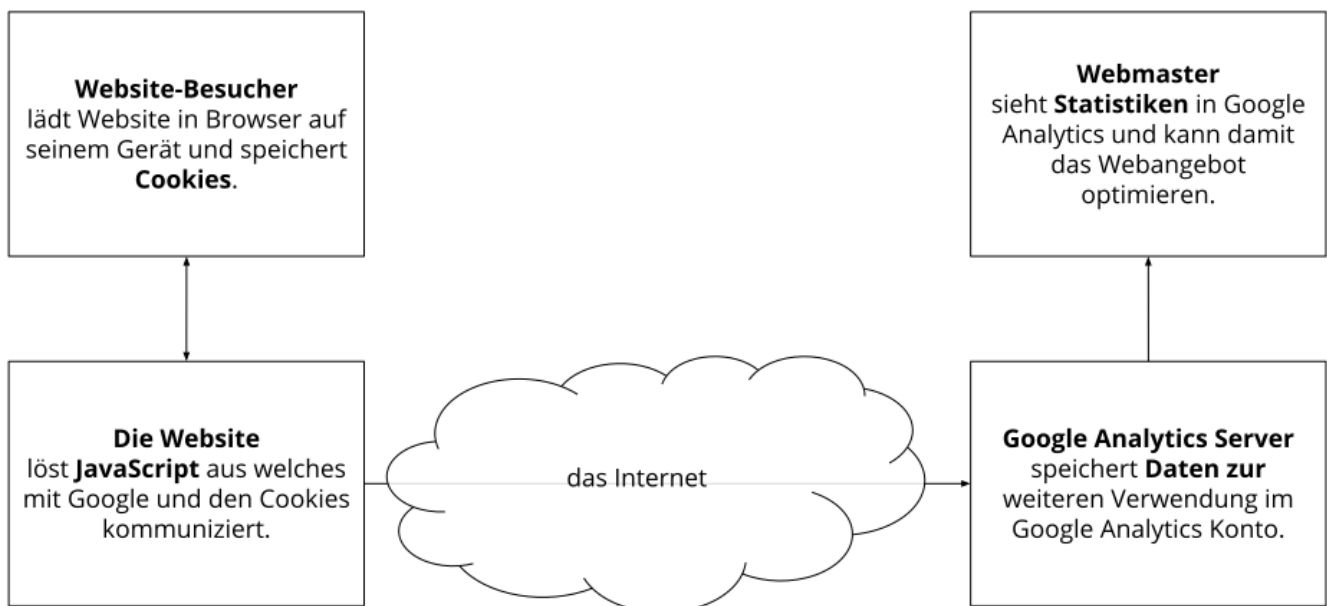 Website-Besucher
lädt Website in Browser auf
seinem Gerät und speichert
Cookies.
Webmaster
sieht Statistiken in Google
Analytics und kann damit
das Webangebot
optimieren.
Die Website
löst JavaScript aus welches
mit Google und den Cookies
kommuniziert.
das Internet
Google Analytics Server
speichert Daten zur
weiteren Verwendung im
Google Analytics Konto.